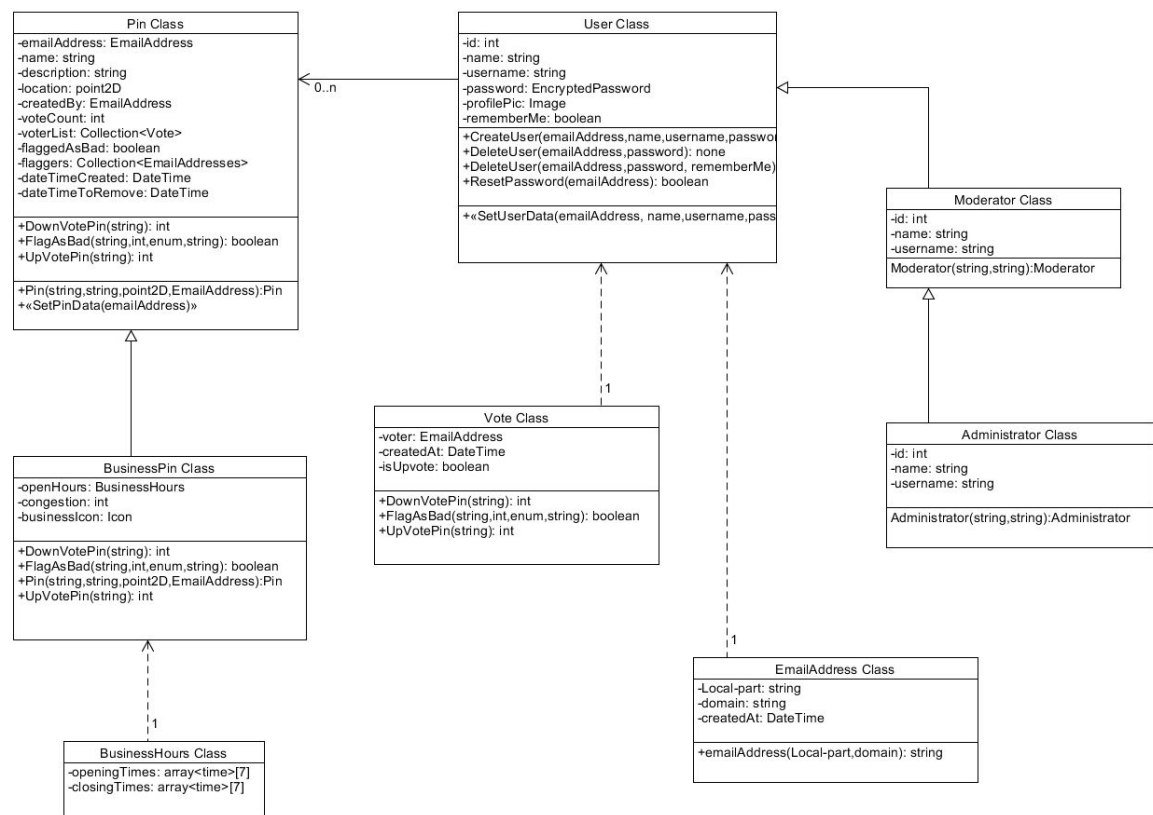 Pin Class
-emailAddress: EmailAddress
-name: string
-description: string
-location: point2D
-createdBy: EmailAddress
-voteCount: int
-voterList: Collection<Vote>
-flaggedAsBad: boolean
-flaggers: Collection<EmailAddresses>
-dateTimeCreated: DateTime
-dateTimeToRemove: DateTime
+DownVotePin(string): int
+FlagAsBad(string,int,enum,string): boolean
+UpVotePin(string): int
+Pin(string,string,point2D,EmailAddress):Pin
+«SetPinData(emailAddress)»
0..n
User Class
-id: int
-name: string
-username: string
-password: EncryptedPassword
-profilePic: Image
-rememberMe: boolean
+CreateUser(emailAddress,name,username,passwor
+DeleteUser(emailAddress,password): none
+DeleteUser(emailAddress,password, rememberMe)
+ResetPassword(emailAddress): boolean
+«SetUserData(emailAddress, name,username,pass
Moderator Class
-id: int
-name: string
-username: string
Moderator(string,string):Moderator
1
Vote Class
-voter: EmailAddress
-createdAt: DateTime
-isUpvote: boolean
+DownVotePin(string): int
+FlagAsBad(string,int,enum,string): boolean
+UpVotePin(string): int
Administrator Class
-id: int
-name: string
-username: string
Administrator(string,string):Administrator
BusinessPin Class
-openHours: BusinessHours
-congestion: int
-businessIcon: Icon
+DownVotePin(string): int
+FlagAsBad(string,int,enum,string): boolean
+Pin(string,string,point2D,EmailAddress):Pin
+UpVotePin(string): int
1
EmailAddress Class
-Local-part: string
-domain: string
-createdAt: DateTime
+emailAddress(Local-part,domain): string
1
BusinessHours Class
-openingTimes: array<time>[7]
-closingTimes: array<time>[7]